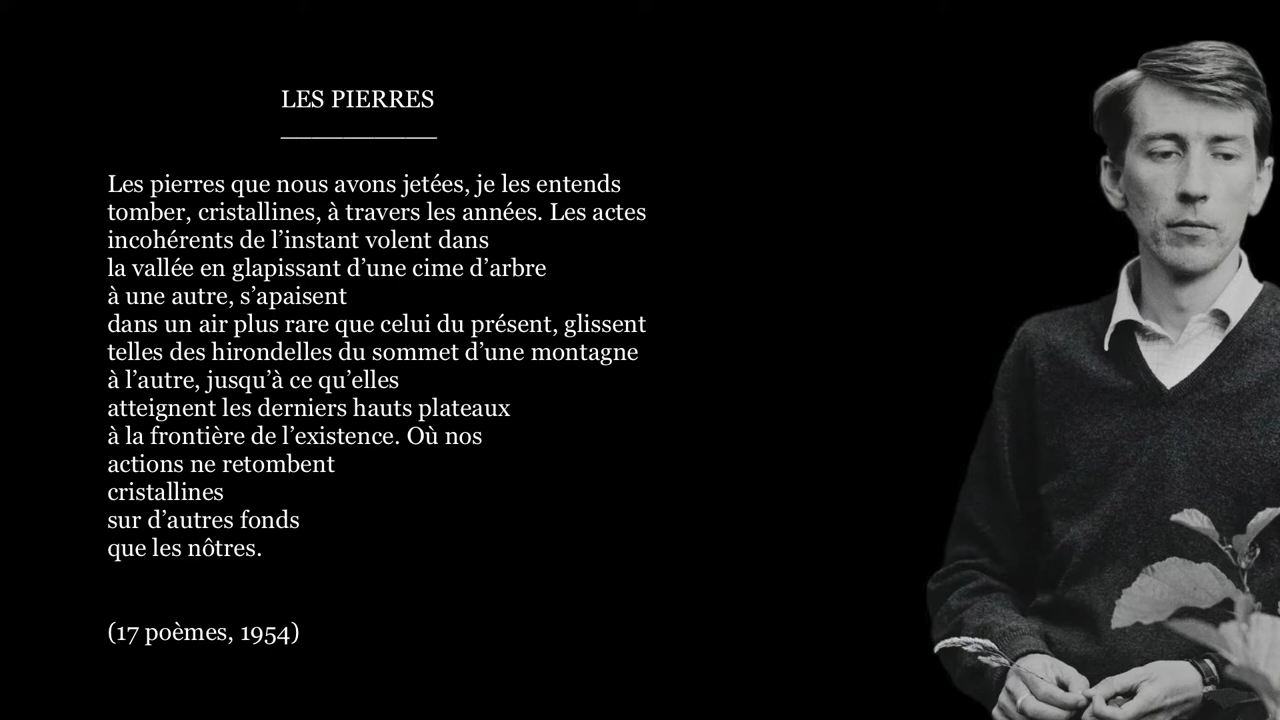 LES PIERRES
Les pierres que nous avons jetées, je les entends
tomber, cristallines, à travers les années. Les actes
incohérents de l’instant volent dans
la vallée en glapissant d’une cime d’arbre
à une autre, s’apaisent
dans un air plus rare que celui du présent, glissent
telles des hirondelles du sommet d’une montagne
à l’autre, jusqu’à ce qu’elles
atteignent les derniers hauts plateaux
à la frontière de l’existence. Où nos
actions ne retombent
cristallines
sur d’autres fonds
que les nôtres.
(17 poèmes, 1954)